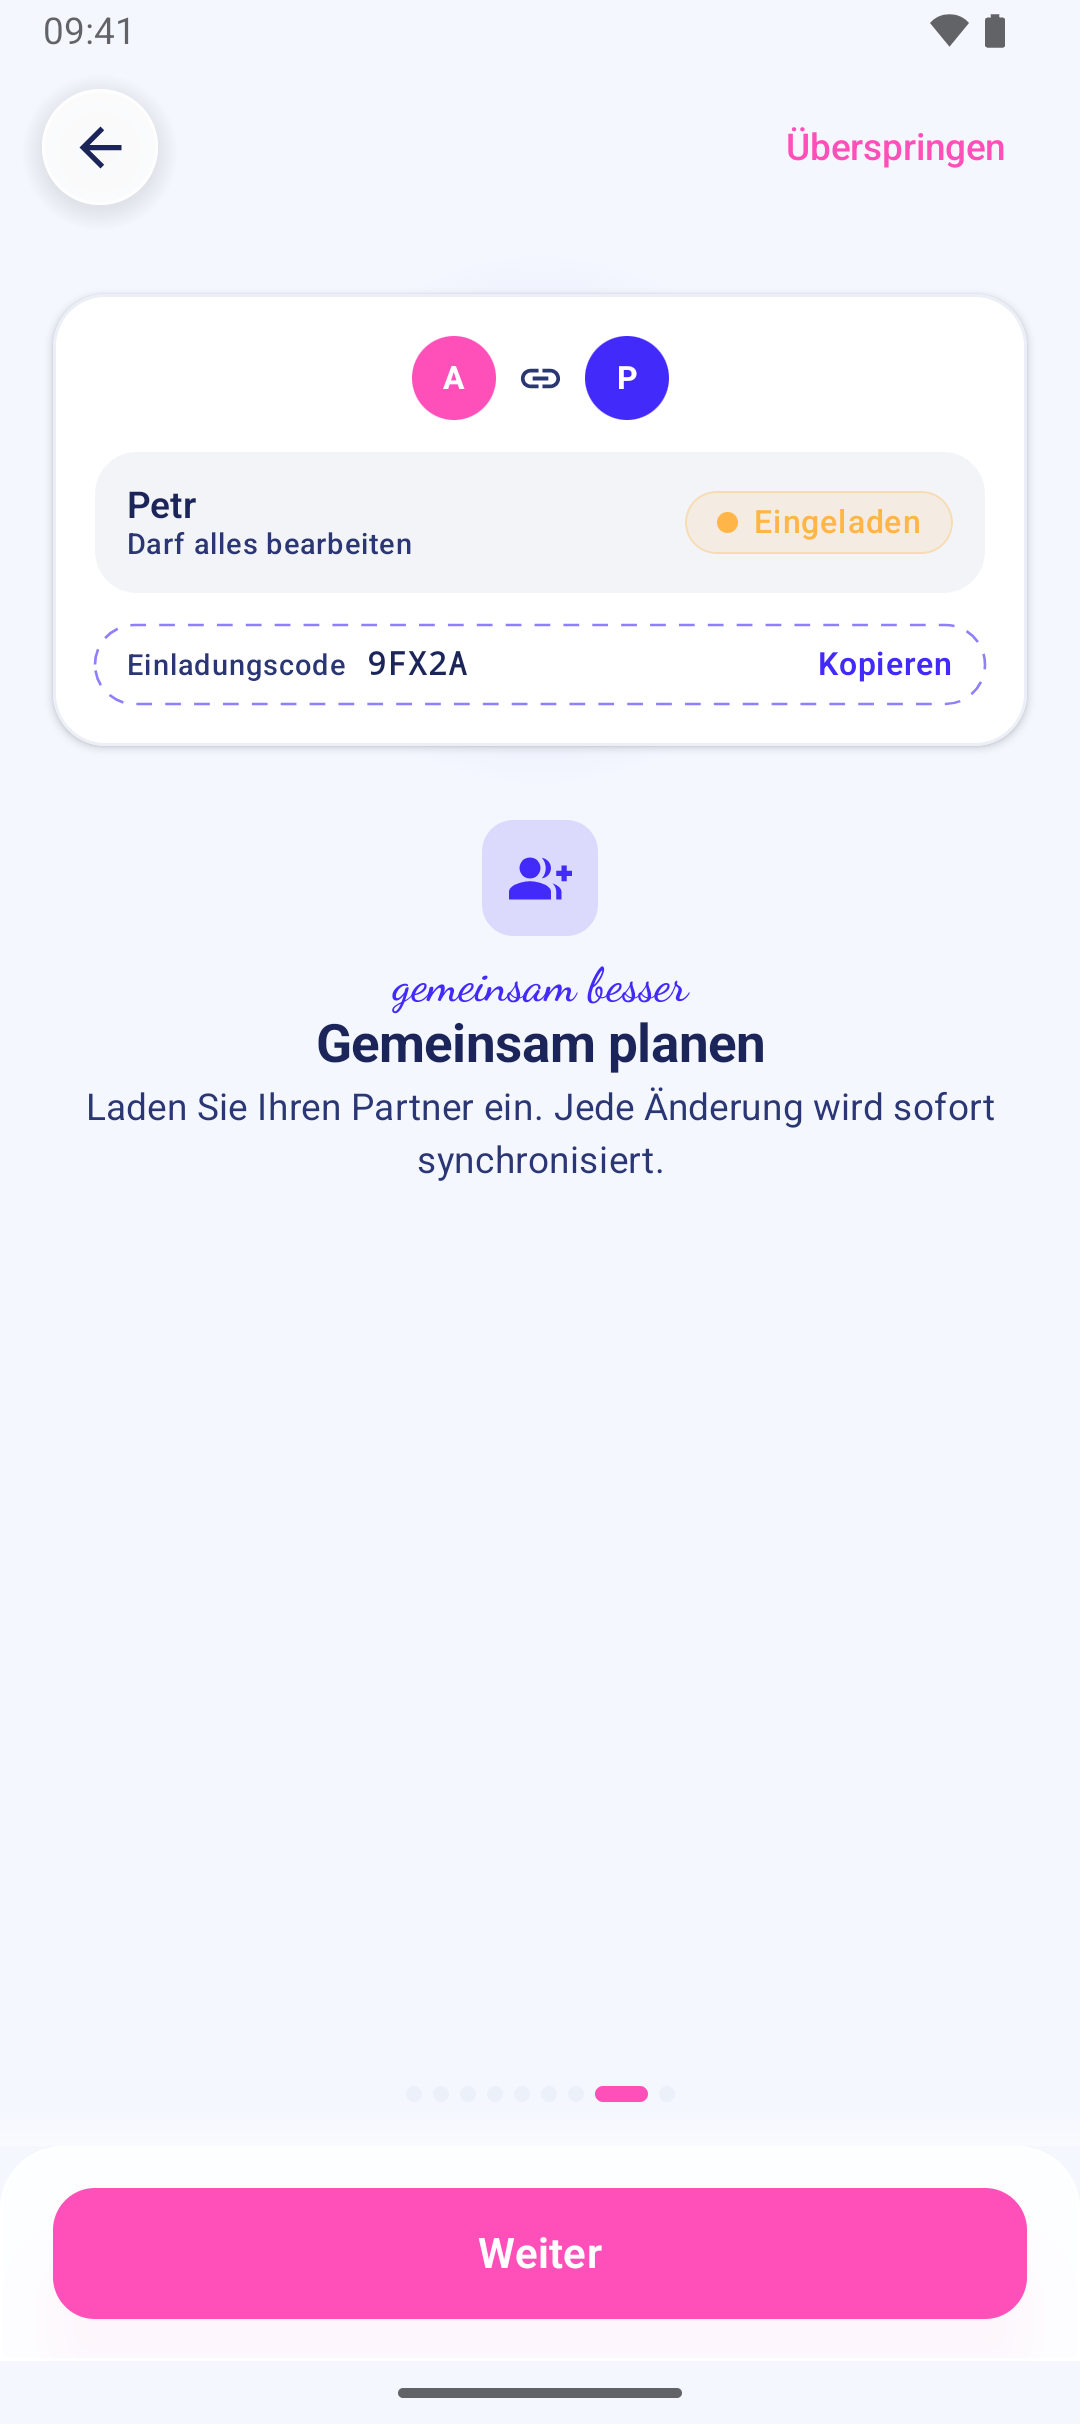 09:41
Überspringen
A P
Petr
Darf alles bearbeiten
Eingeladen
Einladungscode 9FX2A
Kopieren
gemeinsam besser
Gemeinsam planen
Laden Sie Ihren Partner ein. Jede Änderung wird sofort
synchronisiert.
Weiter